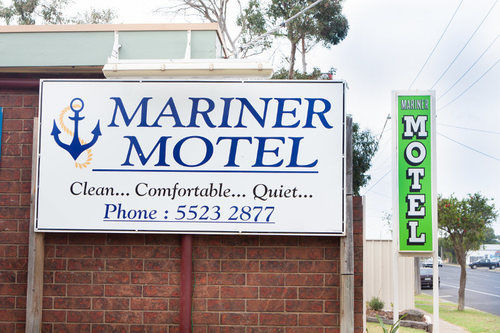 MARINER
MOTEL
Clean... Comfortable... Quiet...
Phone : 5523 2877
MARINER
MOTEL